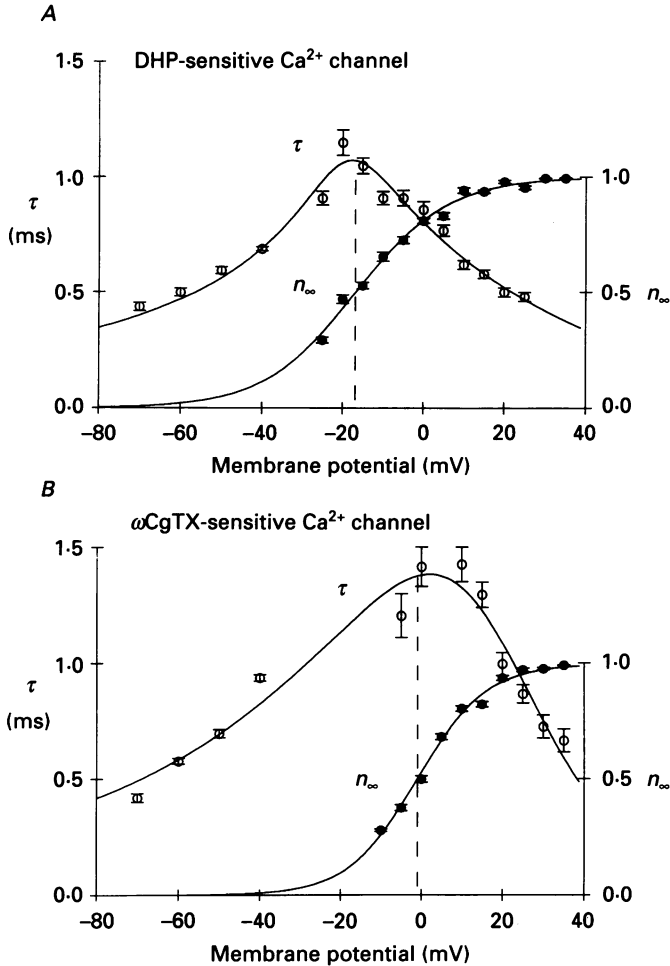 A
DHP-sensitive Ca²⁺ channel
1·5
τ
1·0
1·0
τ
(ms)
n∞
0·5
0·5
n∞
0·0
0·0
−80
−60
−40
−20
0
20
40
Membrane potential (mV)
B
ωCgTX-sensitive Ca²⁺ channel
1·5
τ
1·0
1·0
τ
(ms)
n∞
0·5
0·5
n∞
0·0
0·0
−80
−60
−40
−20
0
20
40
Membrane potential (mV)